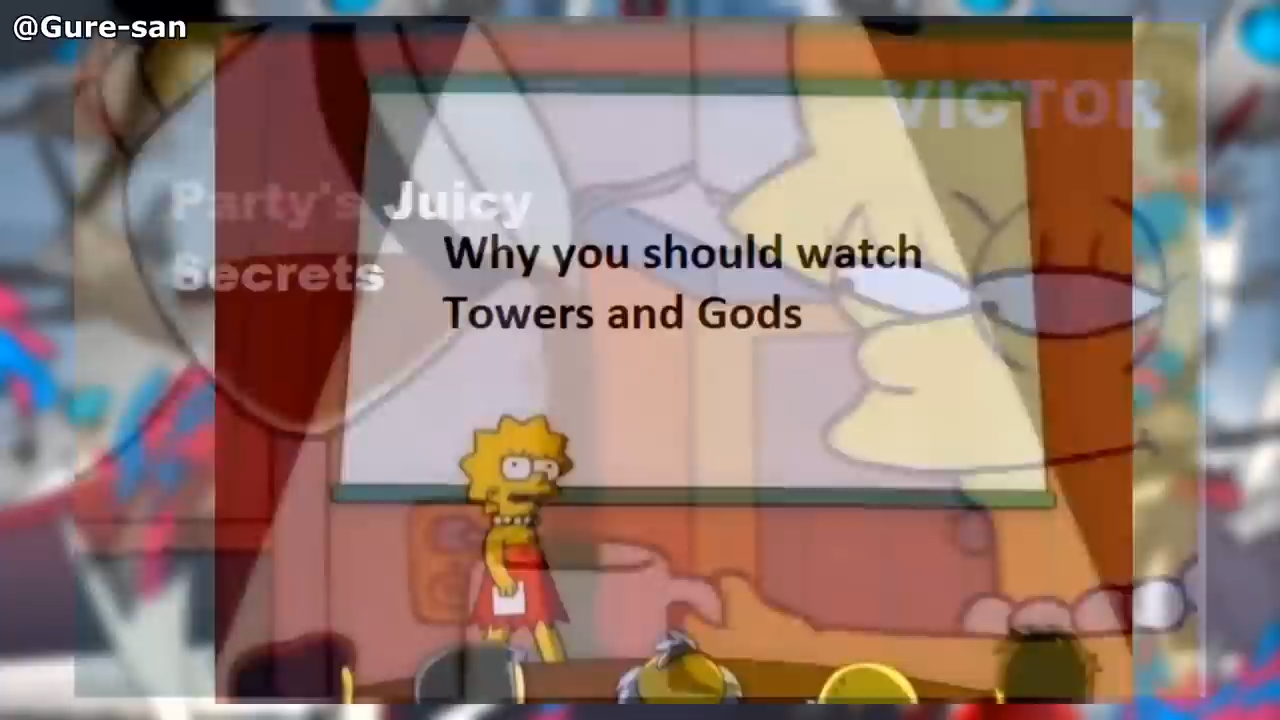 @Gure-san
VICTOR
Party's Juicy
Secrets
Why you should watch
Towers and Gods